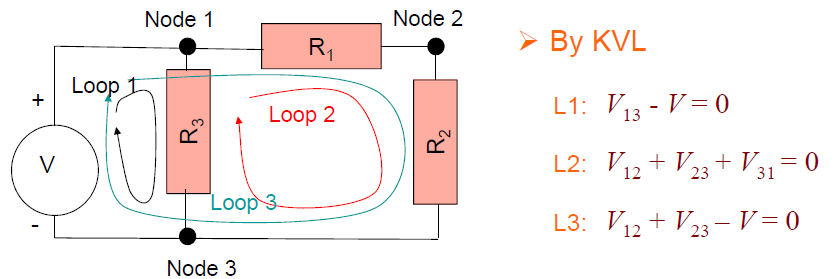 Node 1
Node 2
R₁
Loop 1
+
R₃
Loop 2
R₂
V
Loop 3
-
Node 3
➢ By KVL
L1: V₁₃ - V = 0
L2: V₁₂ + V₂₃ + V₃₁ = 0
L3: V₁₂ + V₂₃ – V = 0